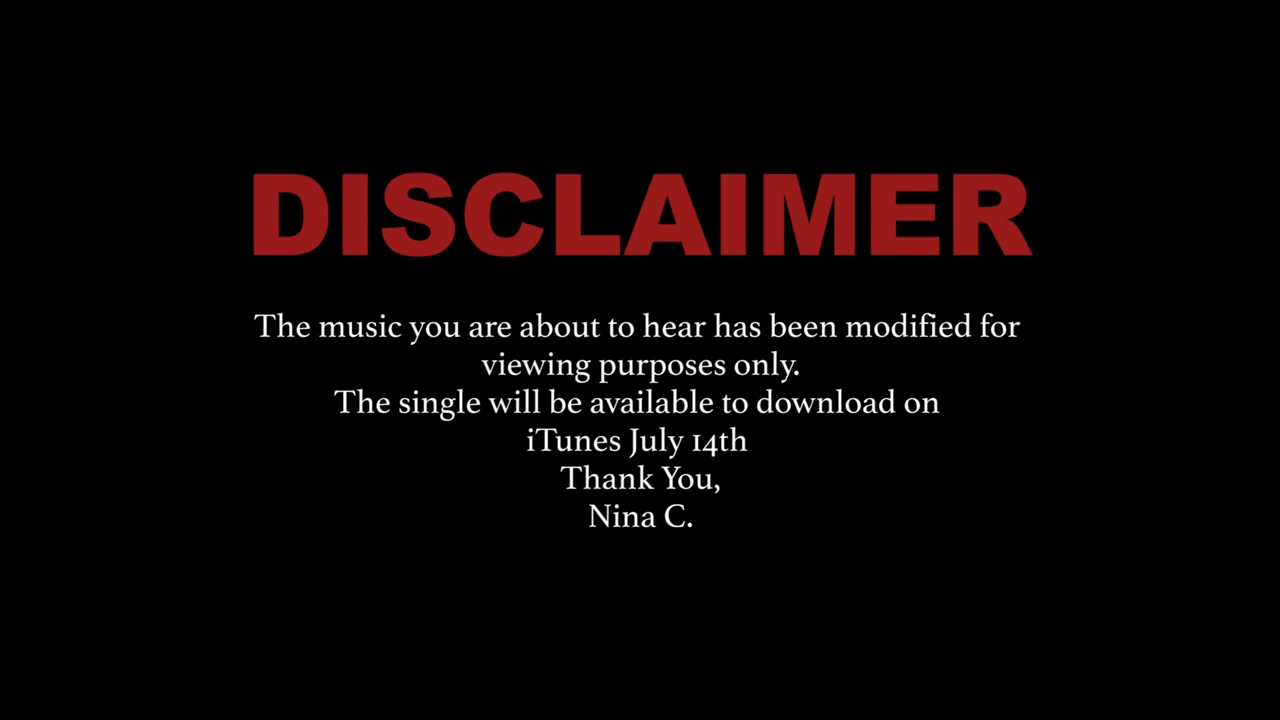 DISCLAIMER
The music you are about to hear has been modified for
viewing purposes only.
The single will be available to download on
iTunes July 14th
Thank You,
Nina C.